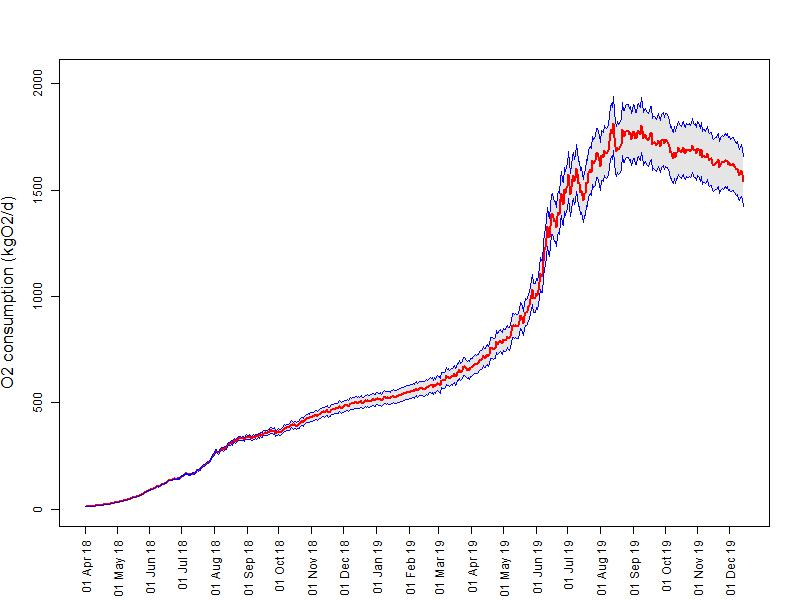 O2 consumption (kgO2/d)
2000
1500
1000
500
0
01 Apr 18
01 May 18
01 Jun 18
01 Jul 18
01 Aug 18
01 Sep 18
01 Oct 18
01 Nov 18
01 Dec 18
01 Jan 19
01 Feb 19
01 Mar 19
01 Apr 19
01 May 19
01 Jun 19
01 Jul 19
01 Aug 19
01 Sep 19
01 Oct 19
01 Nov 19
01 Dec 19